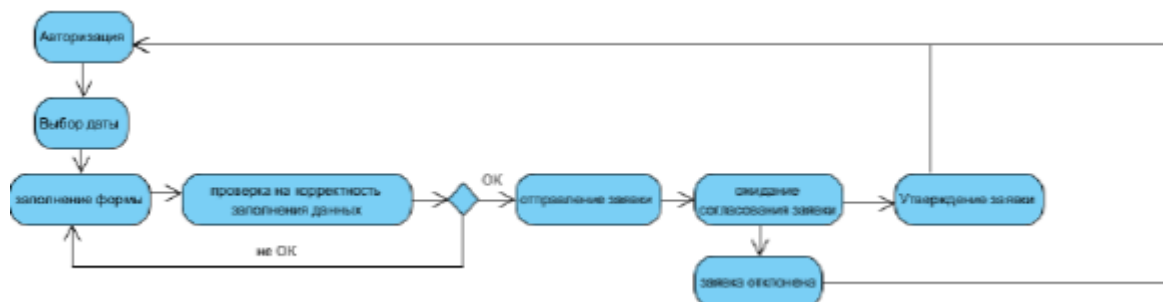 Авторизация
Выбор даты
заполнение формы
проверка на корректность
заполнения данных
ОК
отправление заявки
ожидание
согласования заявки
Утверждение заявки
не ОК
заявка отклонена